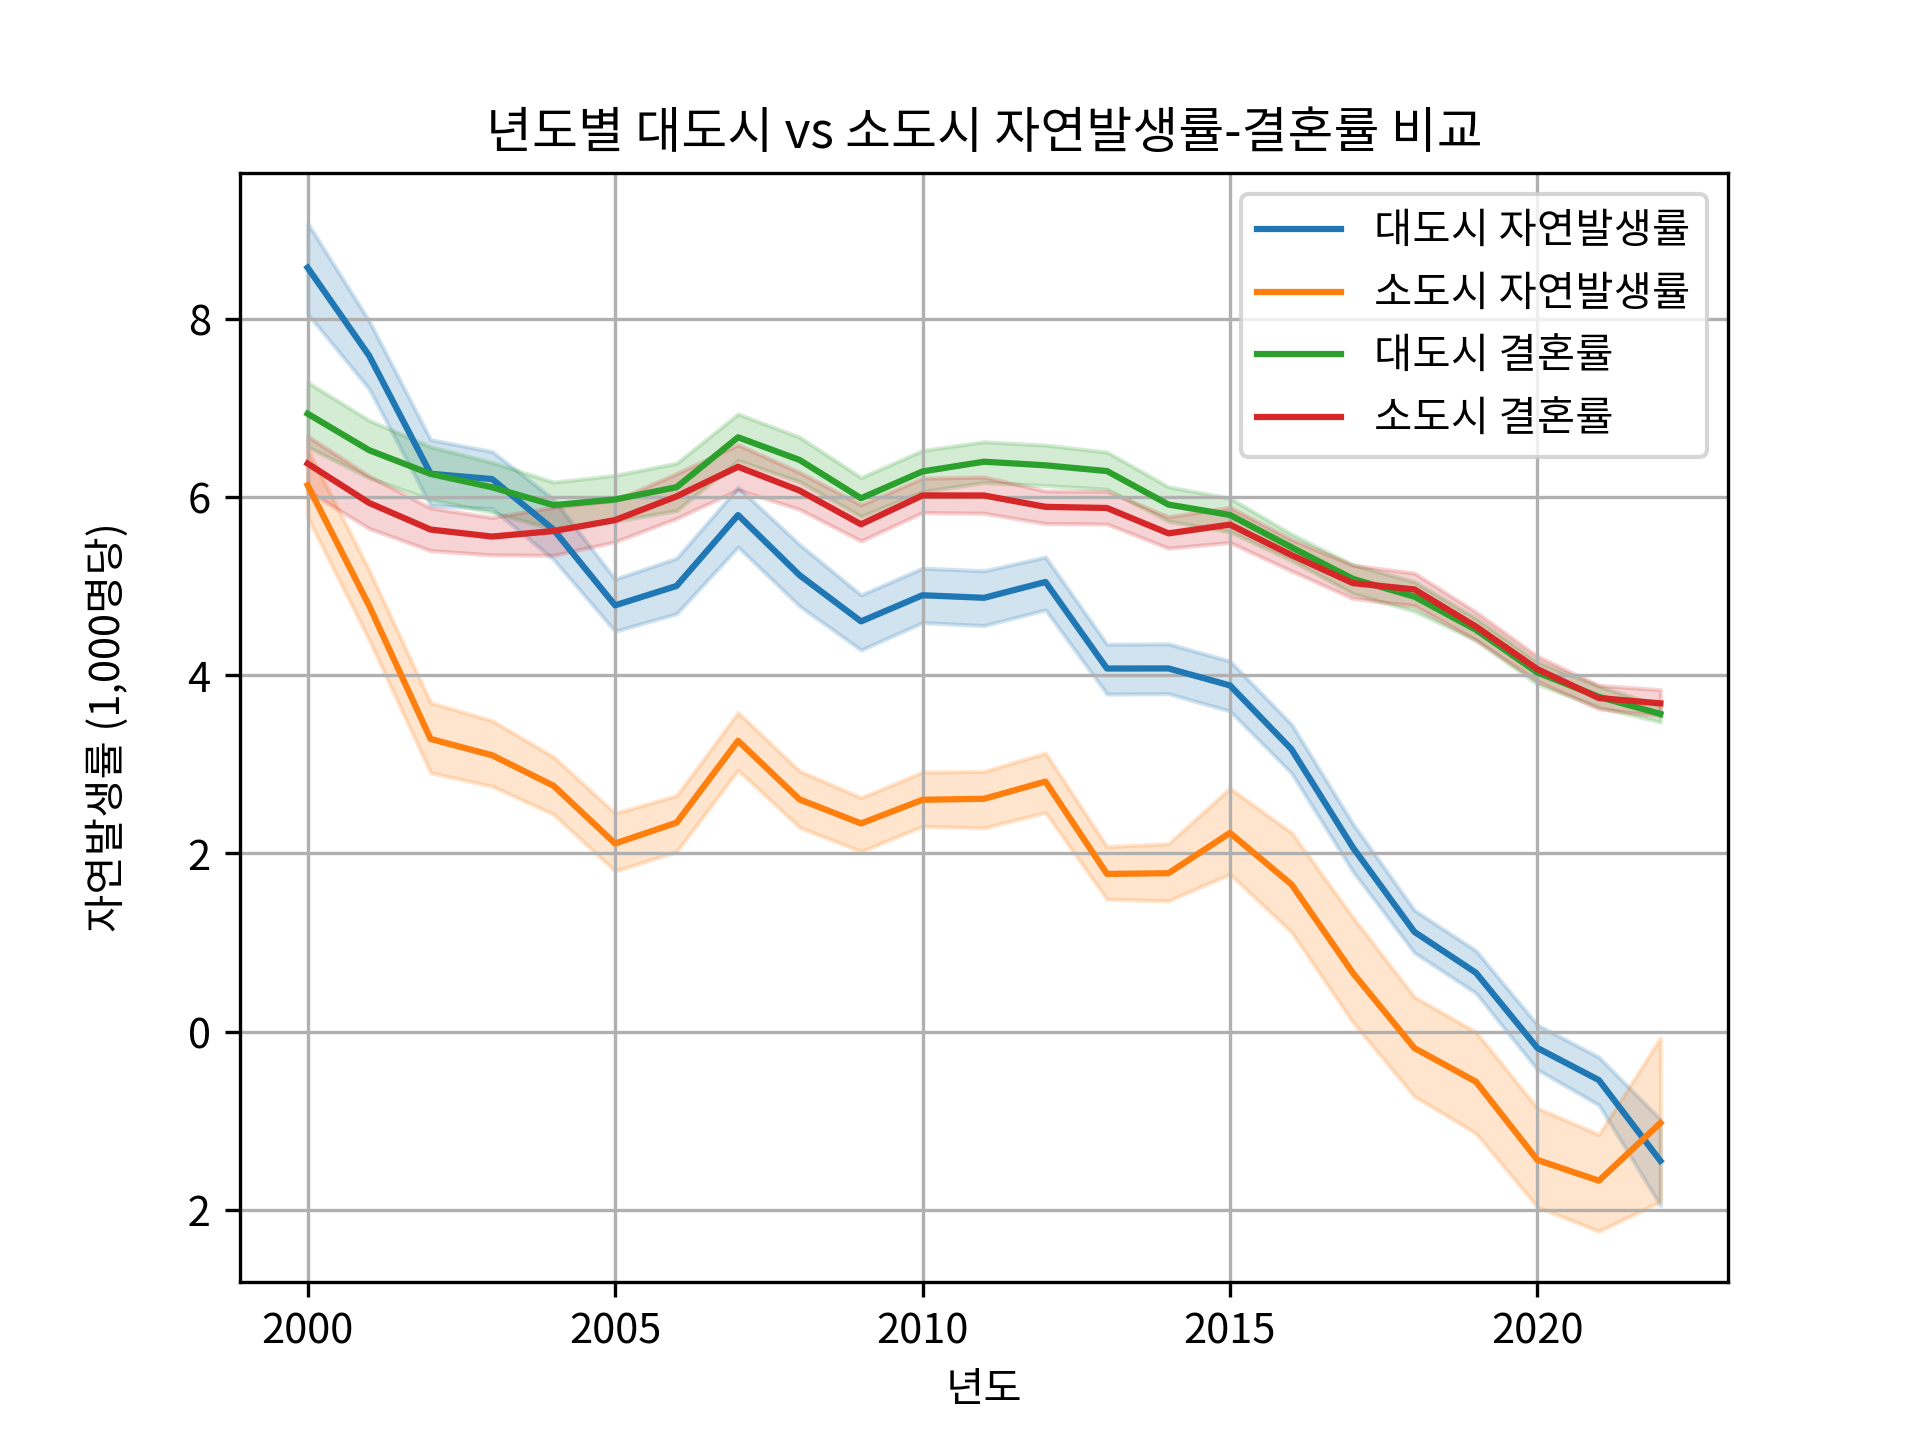 년도별 대도시 vs 소도시 자연발생률-결혼률 비교
대도시 자연발생률
소도시 자연발생률
대도시 결혼률
소도시 결혼률
자연발생률 (1,000명당)
8
6
4
2
0
2
2000 2005 2010 2015 2020
년도